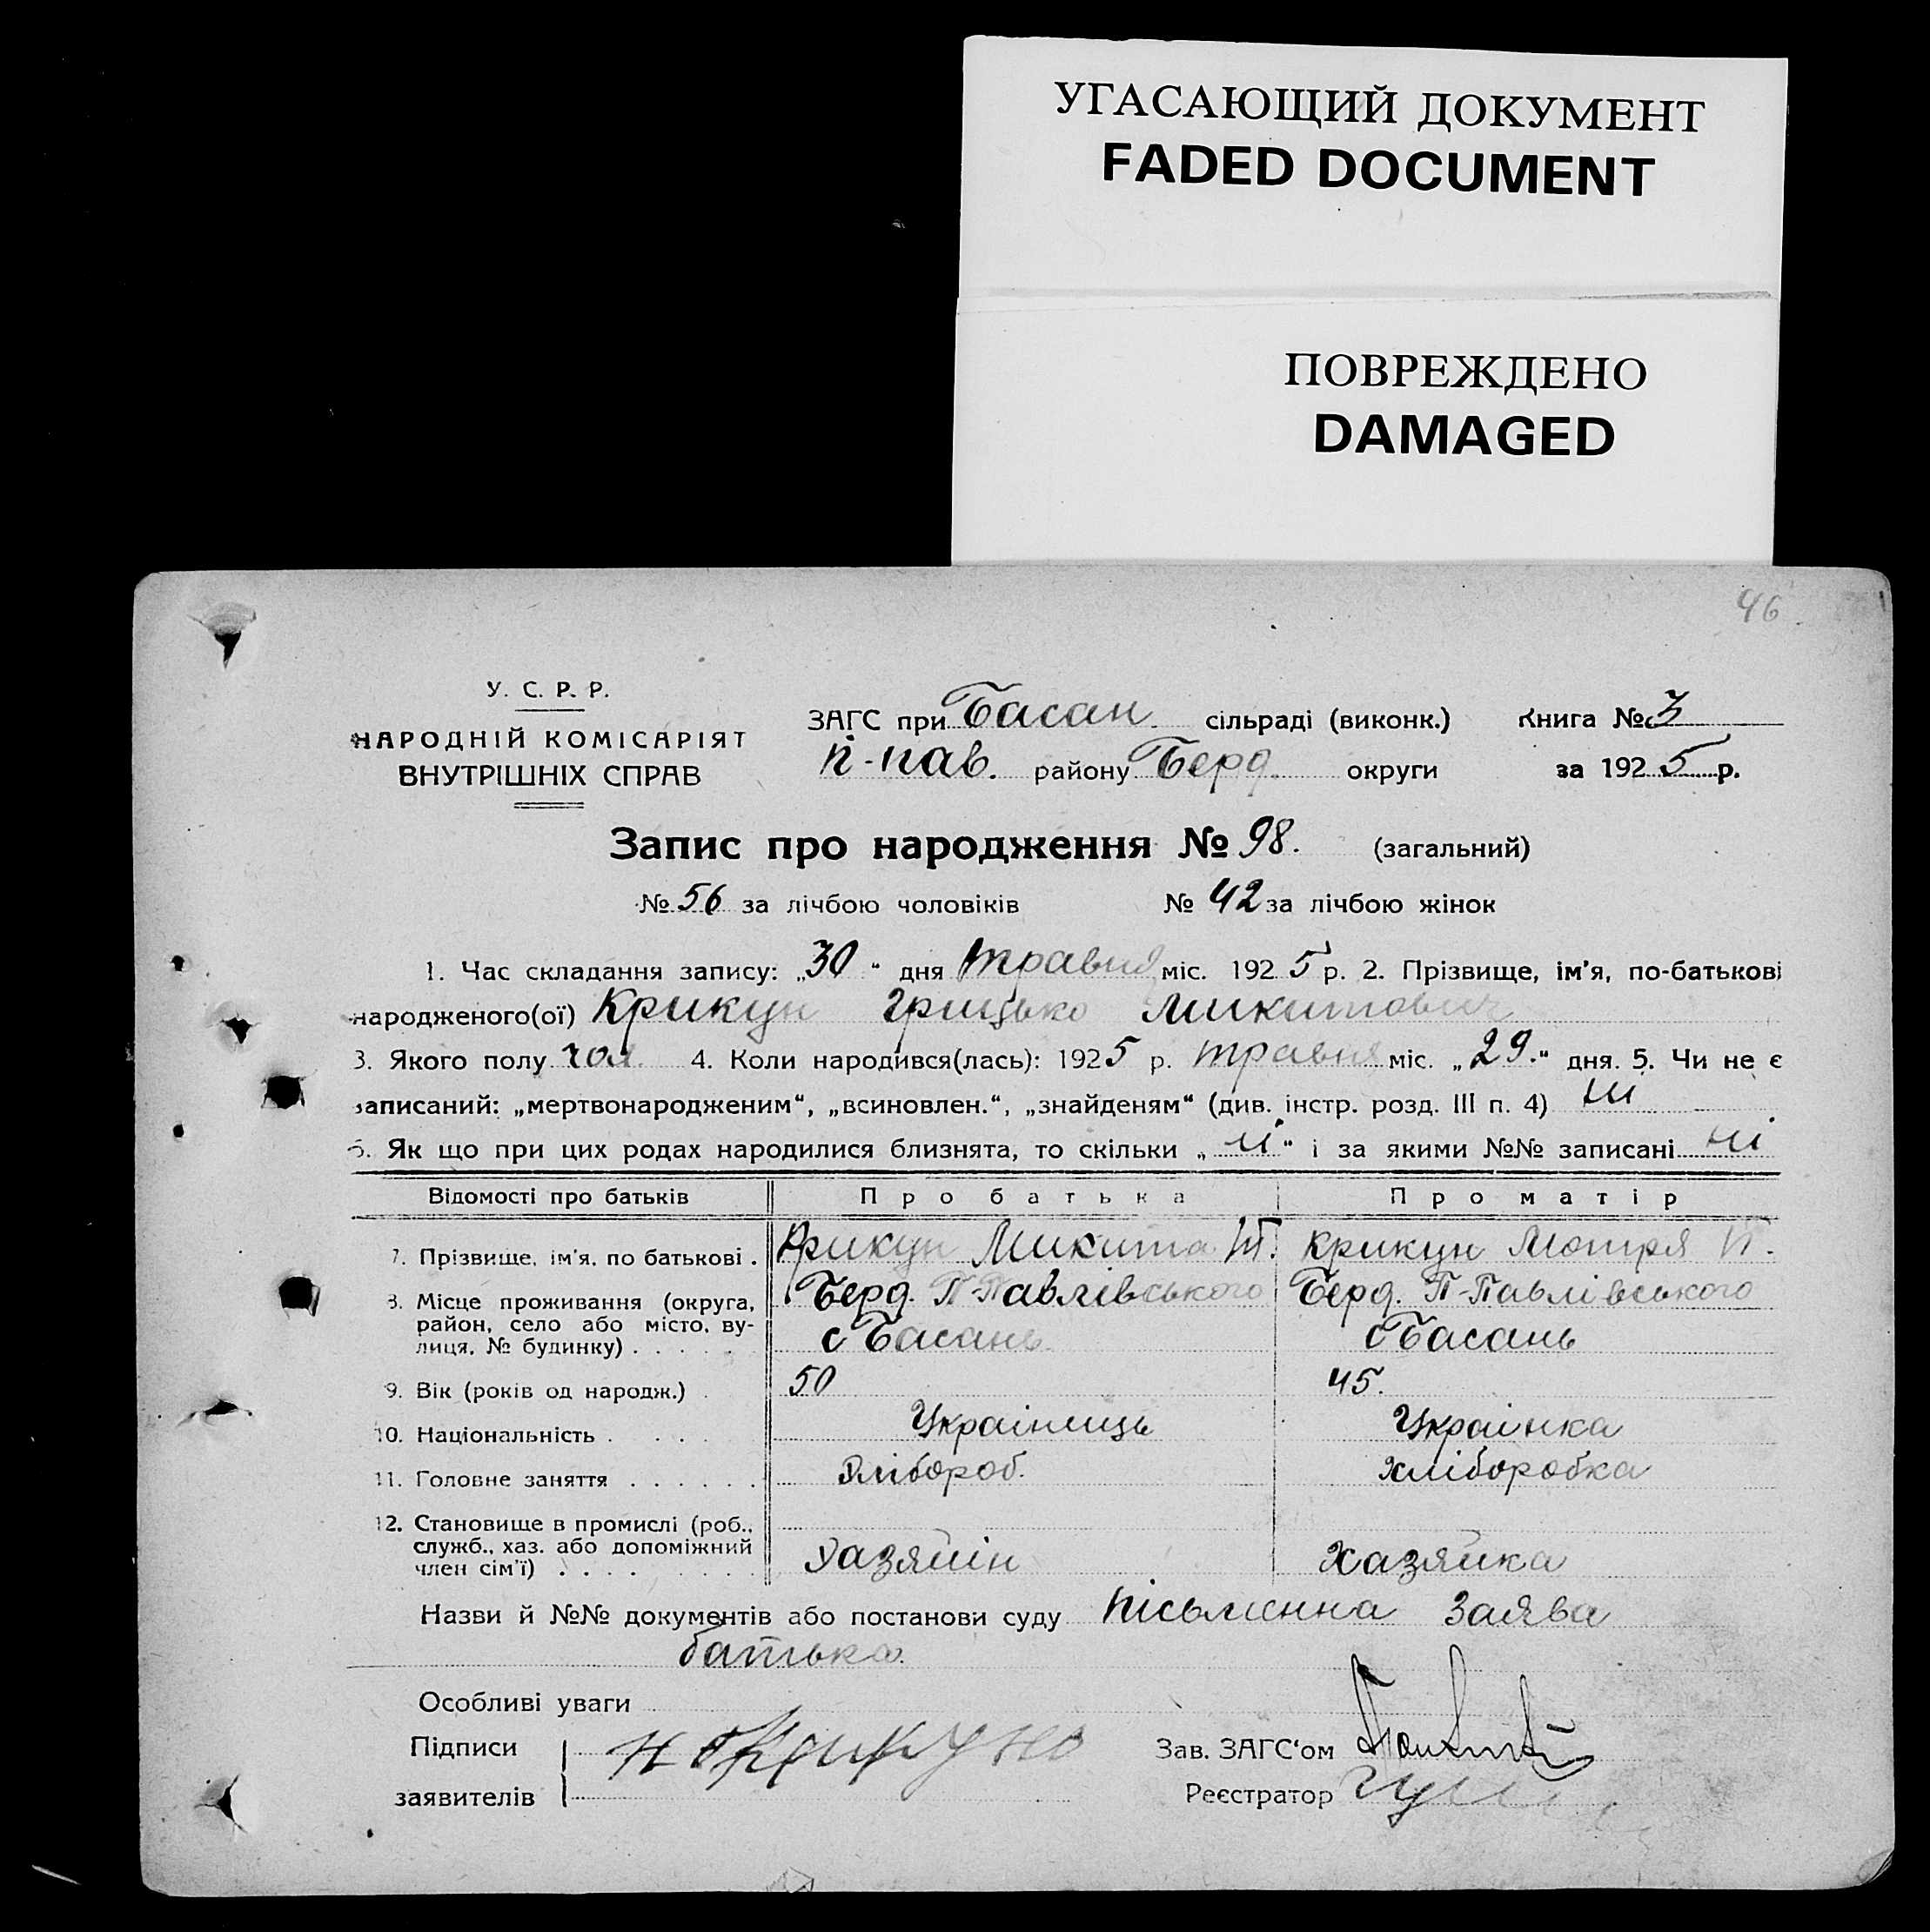 УГАСАЮЩИЙ ДОКУМЕНТ
FADED DOCUMENT
ПОВРЕЖДЕНО
DAMAGED
46
У. С. Р. Р.
НАРОДНІЙ КОМІСАРІЯТ
ВНУТРІШНІХ СПРАВ
ЗАГС при Басан сільраді (виконк.) Книга № 3
П-пав. району Берд. округи за 1925 р.
Запис про народження № 98. (загальний)
№ 56 за лічбою чоловіків № 42 за лічбою жінок
1. Час складання запису: „30" дня травня міс. 1925 р. 2. Прізвище, ім'я, по-батькові
народженого(ої) Крикун Грицько Микитович
3. Якого полу чол. 4. Коли народився(лась): 1925 р. травня міс. „29." дня. 5. Чи не є
записаний: „мертвонародженим", „всиновлен.", „знайденям" (див. інстр. розд. III п. 4) ні
6. Як що при цих родах народилися близнята, то скільки „ні" і за якими №№ записані ні
Відомості про батьків Про батька Про матір
7. Прізвище, ім'я, по батькові . Крикун Микита Крикун Мотря П.
8. Місце проживання (округа, Берд. П-Павлівського Берд. П-Павлівського
район, село або місто, ву-
лиця, № будинку) . . . . . с Басань с Басань
9. Вік (років од народж.) . 50 45.
10. Національність . . . . Українець Українка
11. Головне заняття . . . . . . Хлібороб. Хліборобка
12. Становище в промислі (роб.,
служб., хаз. або допоміжний
член сім'ї) . . . . . . . . Хазяїін Хазяйка
Назви й №№ документів або постанови суду пісьменна заява
батька.
Особливі уваги
Підписи Крикун Зав. ЗАГС'ом
заявителів Реєстратор